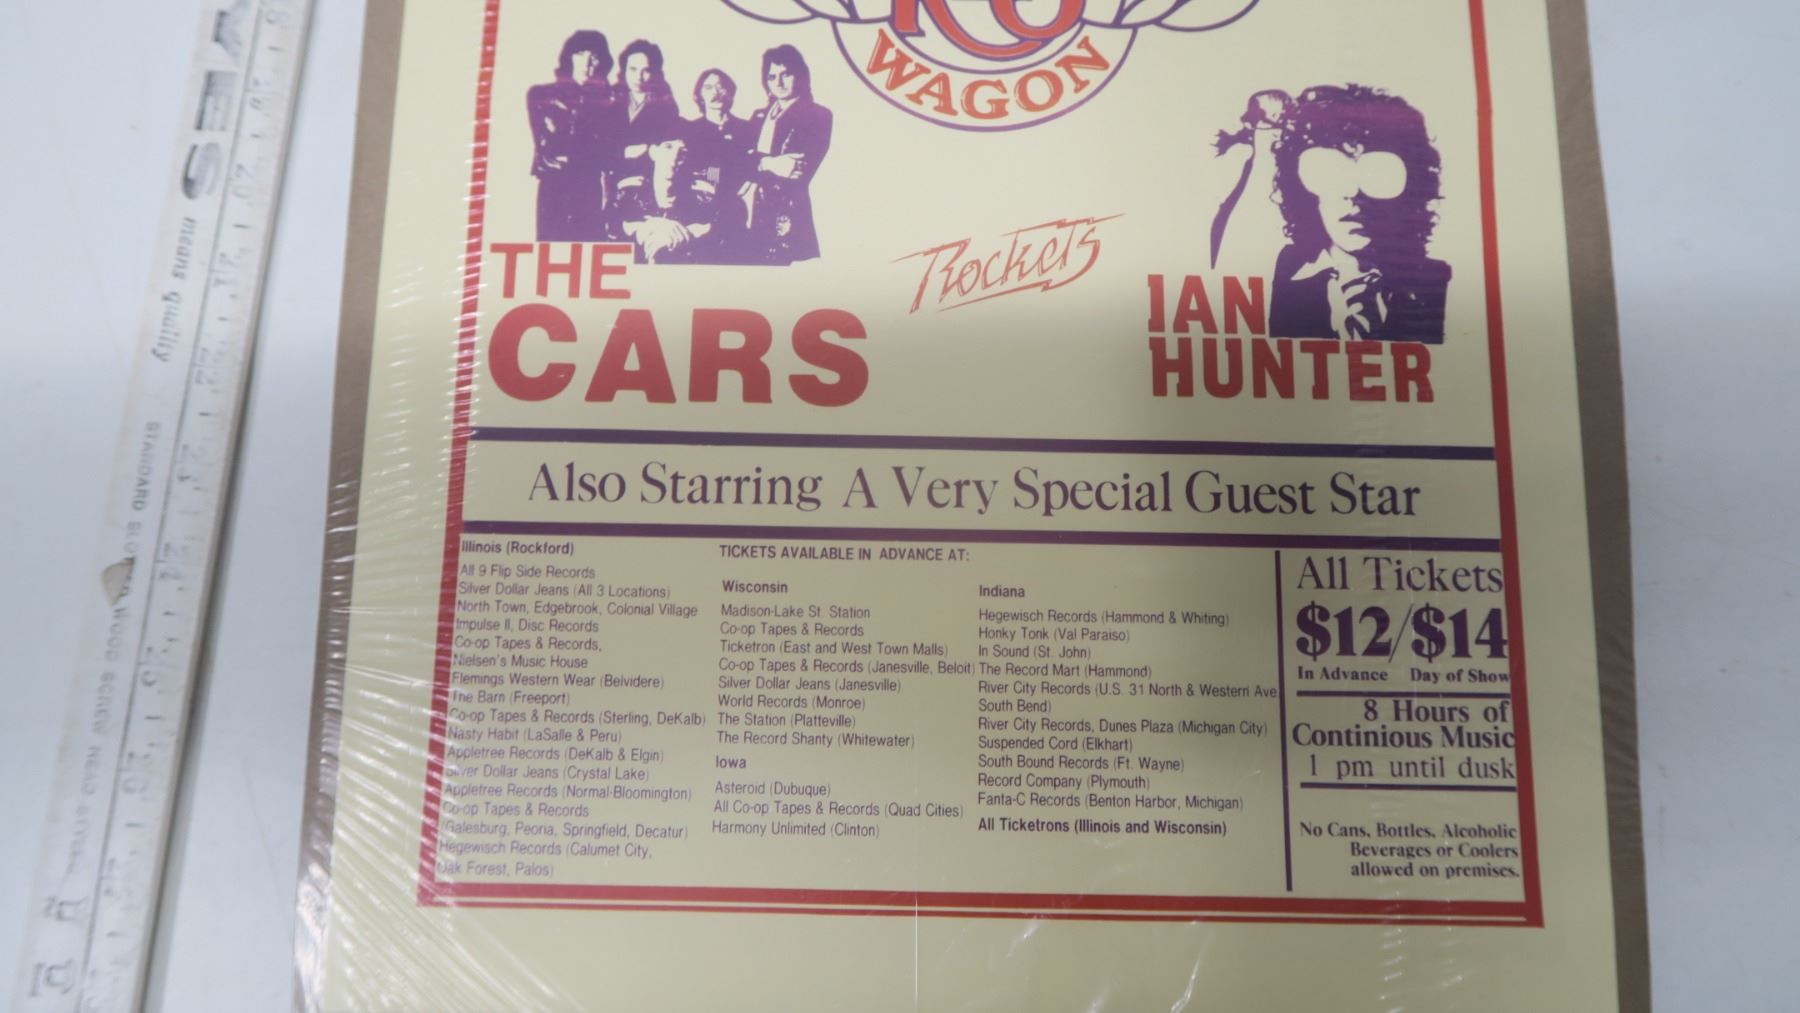 REO
WAGON
THE
CARS
Rockets
IAN
HUNTER
Also Starring A Very Special Guest Star
TICKETS AVAILABLE IN ADVANCE AT:
Illinois (Rockford)
All 9 Flip Side Records
Silver Dollar Jeans (All 3 Locations)
North Town, Edgebrook, Colonial Village
Impulse II, Disc Records
Co-op Tapes & Records,
Nielsen's Music House
Flemings Western Wear (Belvidere)
The Barn (Freeport)
Co-op Tapes & Records (Sterling, DeKalb)
Nasty Habit (LaSalle & Peru)
Appletree Records (DeKalb & Elgin)
Silver Dollar Jeans (Crystal Lake)
Appletree Records (Normal-Bloomington)
Co-op Tapes & Records
(Galesburg, Peoria, Springfield, Decatur)
Hegewisch Records (Calumet City,
Oak Forest, Palos)
Wisconsin
Madison-Lake St. Station
Co-op Tapes & Records
Ticketron (East and West Town Malls)
Co-op Tapes & Records (Janesville, Beloit)
Silver Dollar Jeans (Janesville)
World Records (Monroe)
The Station (Platteville)
The Record Shanty (Whitewater)
Iowa
Asteroid (Dubuque)
All Co-op Tapes & Records (Quad Cities)
Harmony Unlimited (Clinton)
Indiana
Hegewisch Records (Hammond & Whiting)
Honky Tonk (Val Paraiso)
In Sound (St. John)
The Record Mart (Hammond)
River City Records (U.S. 31 North & Western Ave
South Bend)
River City Records, Dunes Plaza (Michigan City)
Suspended Cord (Elkhart)
South Bound Records (Ft. Wayne)
Record Company (Plymouth)
Fanta-C Records (Benton Harbor, Michigan)
All Ticketrons (Illinois and Wisconsin)
All Tickets
$12/$14
In Advance Day of Show
8 Hours of
Continious Music
1 pm until dusk
No Cans, Bottles, Alcoholic
Beverages or Coolers
allowed on premises.
means quality
STANDARD SLOTTED WOOD SCREW HEAD